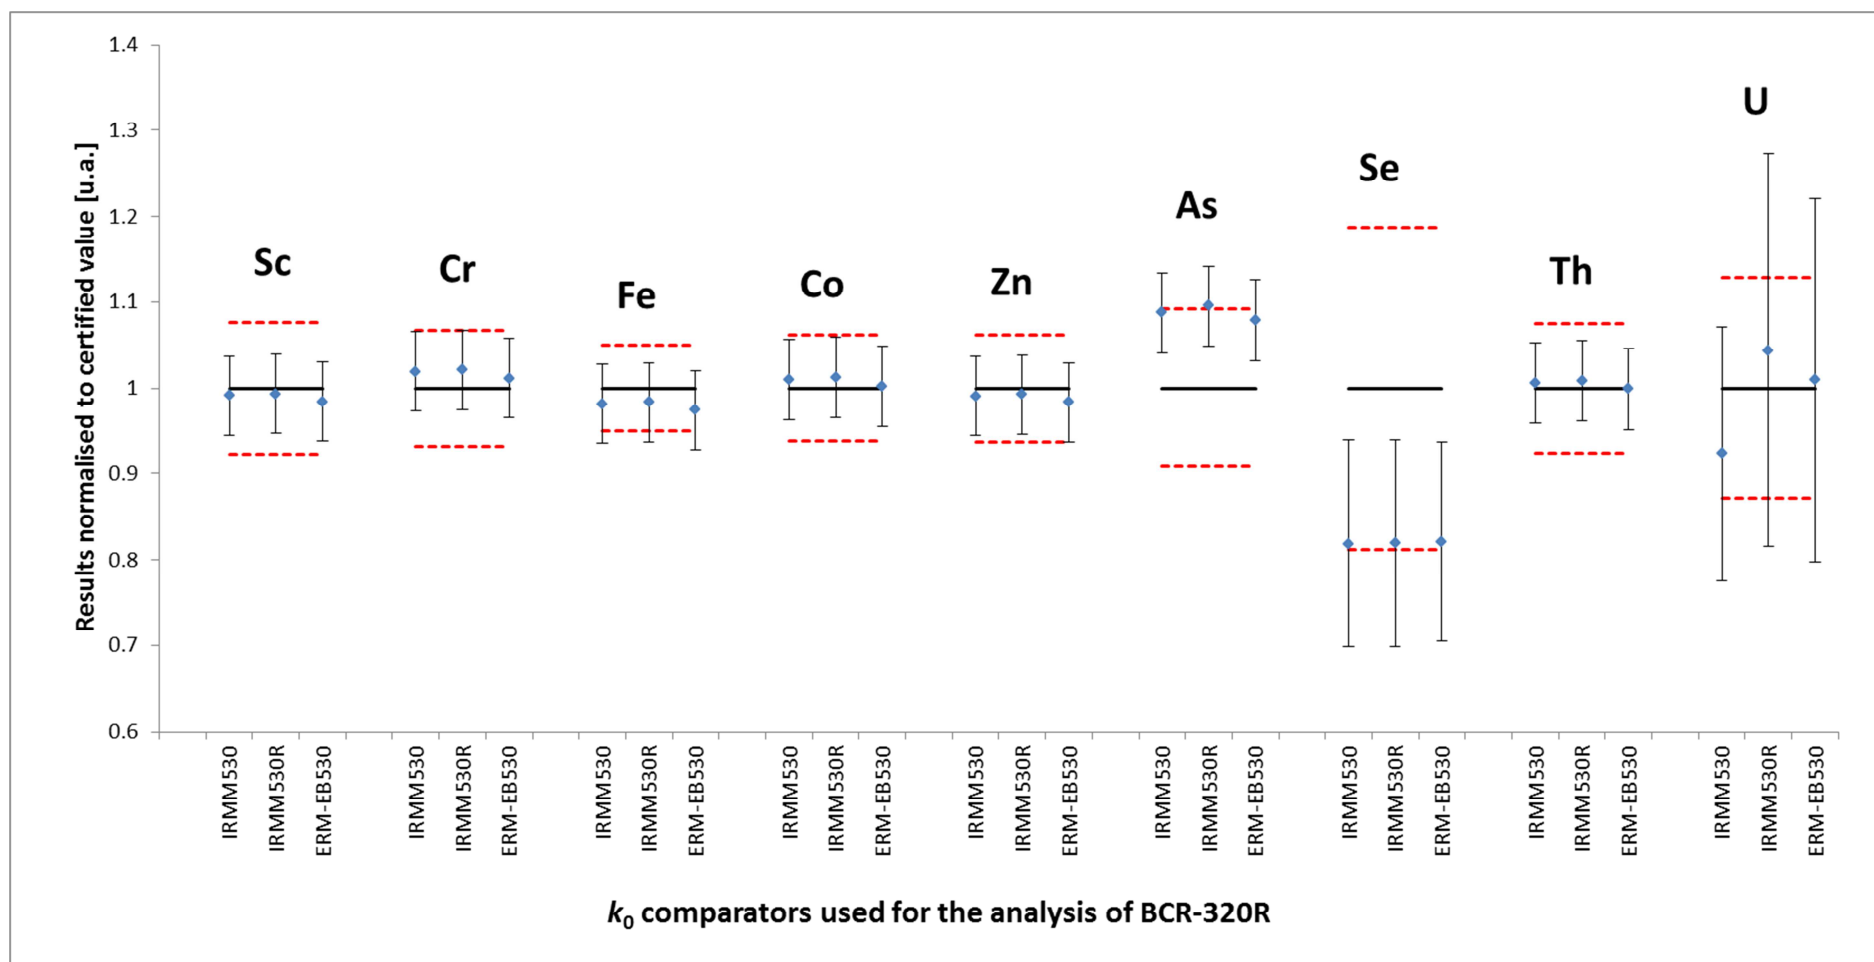 1.4
1.3
1.2
1.1
1
0.9
0.8
0.7
0.6
Results normalised to certified value [u.a.]
Sc
Cr
Fe
Co
Zn
As
Se
Th
U
IRMM530
IRMM530R
ERM-EB530
IRMM530
IRMM530R
ERM-EB530
IRMM530
IRMM530R
ERM-EB530
IRMM530
IRMM530R
ERM-EB530
IRMM530
IRMM530R
ERM-EB530
IRMM530
IRMM530R
ERM-EB530
IRMM530
IRMM530R
ERM-EB530
IRMM530
IRMM530R
ERM-EB530
IRMM530
IRMM530R
ERM-EB530
k₀ comparators used for the analysis of BCR-320R